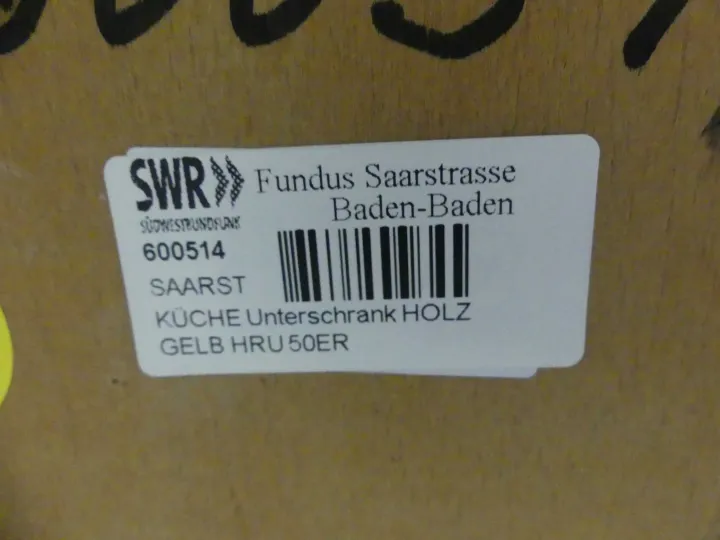 SWR
SÜDWESTRUNDFUNK
Fundus Saarstrasse
Baden-Baden
600514
SAARST
KÜCHE Unterschrank HOLZ
GELB HRU 50ER